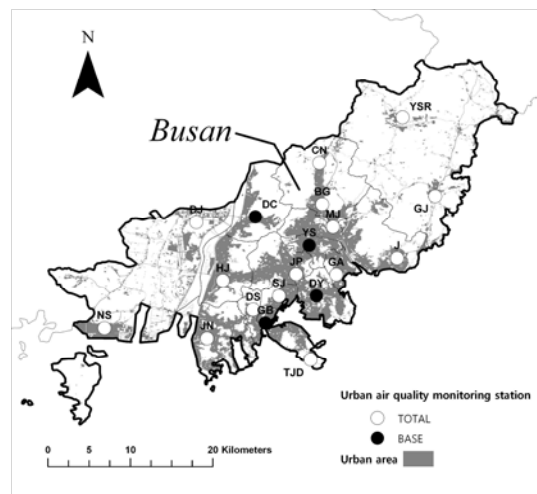 N
YSR
Busan
CN
BG
DC
GJ
DJ
MJ
YS
J
JP
GA
HJ
SJ
DY
DS
NS
GB
JN
TJD
Urban air quality monitoring station
TOTAL
BASE
Urban area
0 5 10 20 Kilometers